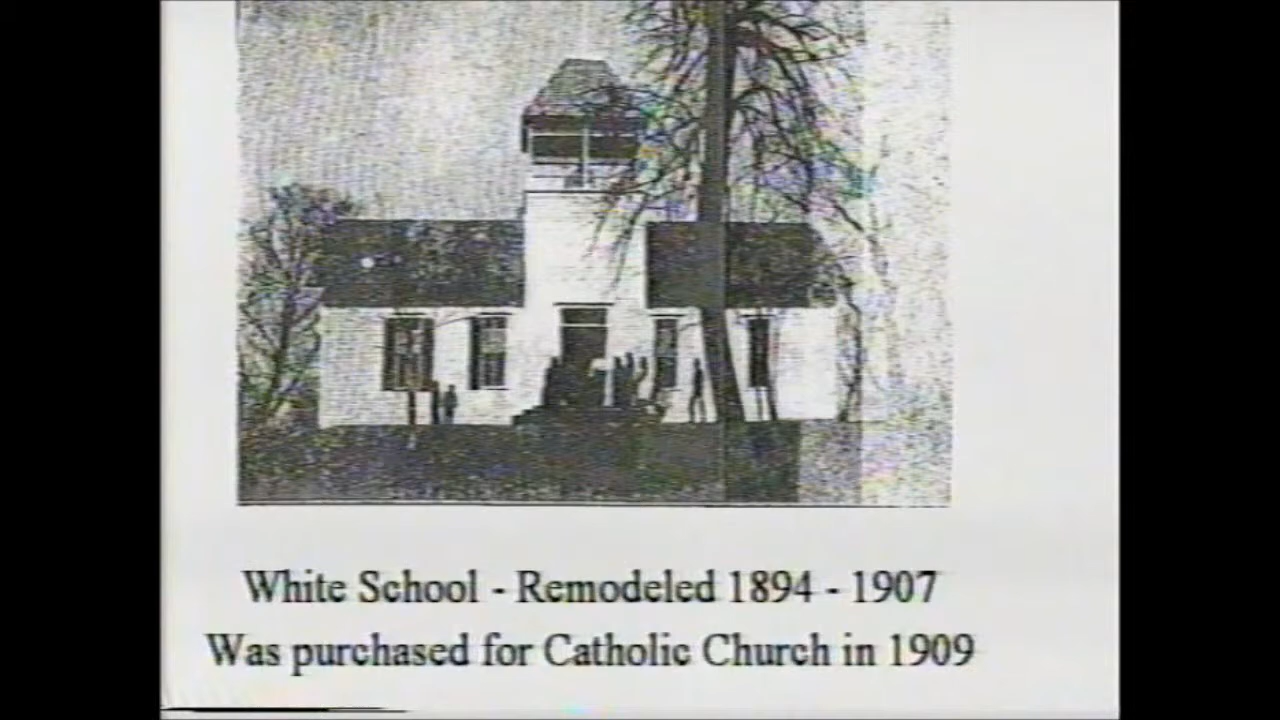 White School - Remodeled 1894 - 1907
Was purchased for Catholic Church in 1909